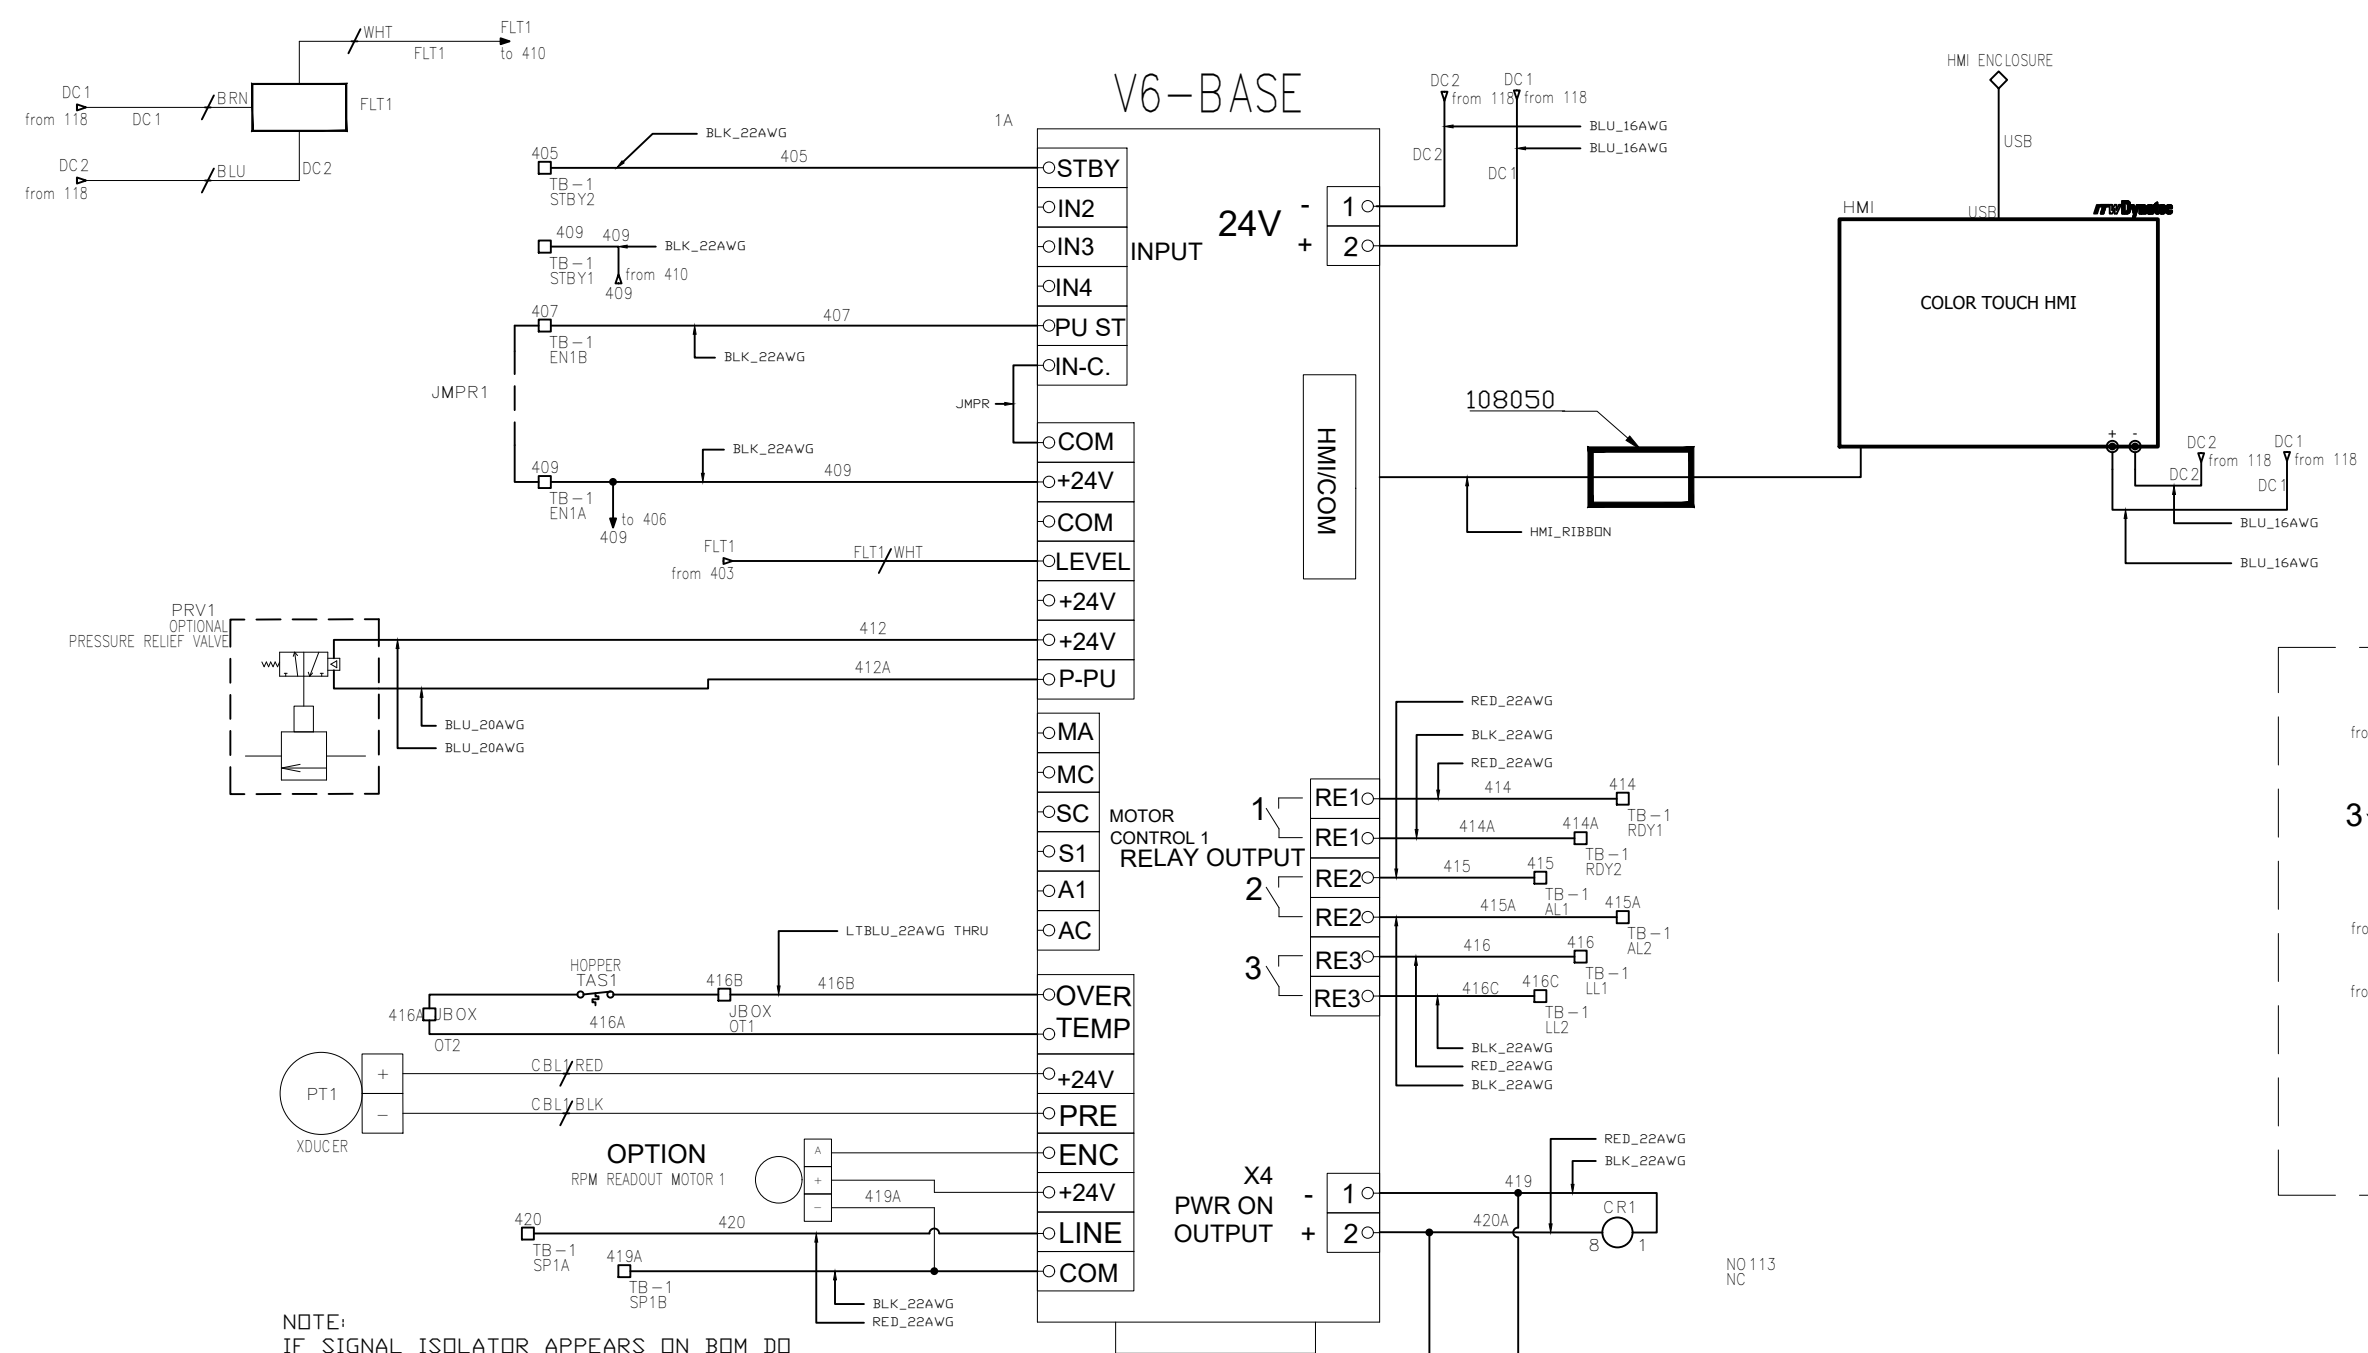 WHT
FLT1
FLT1
to 410
DC1
from 118
DC1
BRN
FLT1
DC2
from 118
BLU
DC2
V6-BASE
1A
BLK_22AWG
405
405
TB-1
STBY2
409
409
BLK_22AWG
TB-1
STBY1
from 410
409
407
407
TB-1
EN1B
BLK_22AWG
JMPR1
JMPR
BLK_22AWG
409
409
TB-1
EN1A
to 406
409
FLT1
from 403
FLT1
WHT
PRV1
OPTIONAL
PRESSURE RELIEF VALVE
412
412A
BLU_20AWG
BLU_20AWG
LTBLU_22AWG THRU
HOPPER
TAS1
416B
416B
JBOX
OT1
416A
JBOX
416A
OT2
PT1
+
-
XDUCER
CBL1
RED
CBL1
BLK
OPTION
RPM READOUT MOTOR 1
A
+
-
419A
420
420
TB-1
SP1A
419A
TB-1
SP1B
BLK_22AWG
RED_22AWG
NOTE:
IF SIGNAL ISOLATOR APPEARS ON BOM DO
STBY
IN2
IN3
INPUT
IN4
PU ST
IN-C.
COM
+24V
COM
LEVEL
+24V
+24V
P-PU
MA
MC
SC
MOTOR
CONTROL 1
S1
A1
AC
OVER
TEMP
+24V
PRE
ENC
+24V
LINE
COM
24V
-
+
1
2
DC2
from 118
DC1
from 118
BLU_16AWG
BLU_16AWG
DC2
DC1
HMI/COM
108050
HMI_RIBBON
HMI ENCLOSURE
USB
HMI
USB
ITWDynatec
COLOR TOUCH HMI
+
-
DC2
from 118
DC1
from 118
DC2
DC1
BLU_16AWG
BLU_16AWG
RELAY OUTPUT
1
2
3
RE1
RE1
RE2
RE2
RE3
RE3
RED_22AWG
BLK_22AWG
RED_22AWG
414
414
TB-1
RDY1
414A
414A
TB-1
RDY2
415
415
TB-1
AL1
415A
415A
TB-1
AL2
416
416
TB-1
LL1
416C
416C
TB-1
LL2
BLK_22AWG
RED_22AWG
BLK_22AWG
X4
PWR ON
OUTPUT
-
+
1
2
RED_22AWG
BLK_22AWG
419
420A
CR1
8
1
NO113
NC
3